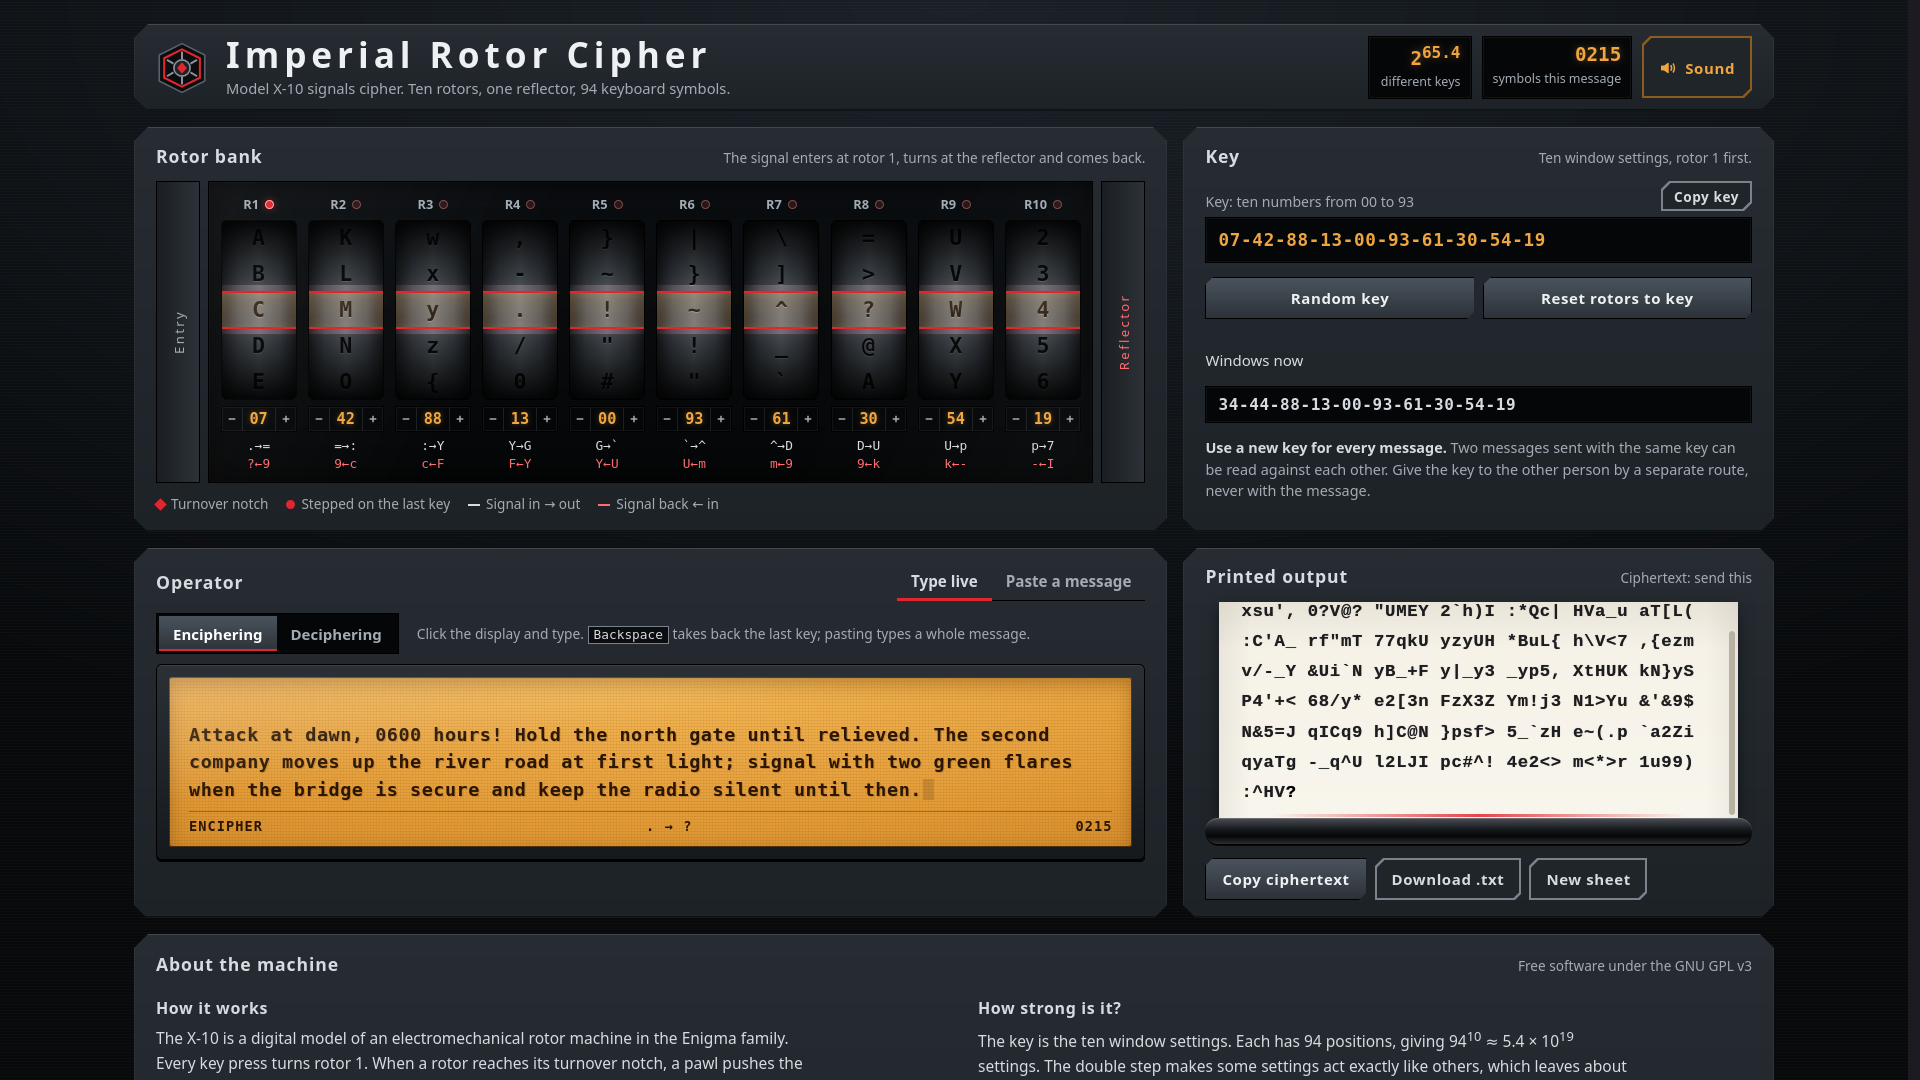 Imperial Rotor Cipher
Model X-10 signals cipher. Ten rotors, one reflector, 94 keyboard symbols.
2^65.4
different keys
0215
symbols this message
Sound
Rotor bank
The signal enters at rotor 1, turns at the reflector and comes back.
Entry
R1 R2 R3 R4 R5 R6 R7 R8 R9 R10
A K w , } | \ = U 2
B L x - ~ } ] > V 3
C M y . ! ~ ^ ? W 4
D N z / " ! _ @ X 5
E O { 0 # " ` A Y 6
− 07 + − 42 + − 88 + − 13 + − 00 + − 93 + − 61 + − 30 + − 54 + − 19 +
.→= =→: :→Y Y→G G→` `→^ ^→D D→U U→p p→7
?←9 9←c c←F F←Y Y←U U←m m←9 9←k k←- -←I
Reflector
Turnover notch Stepped on the last key Signal in → out Signal back ← in
Key
Ten window settings, rotor 1 first.
Key: ten numbers from 00 to 93
Copy key
07-42-88-13-00-93-61-30-54-19
Random key
Reset rotors to key
Windows now
34-44-88-13-00-93-61-30-54-19
Use a new key for every message. Two messages sent with the same key can
be read against each other. Give the key to the other person by a separate route,
never with the message.
Operator
Type live
Paste a message
Enciphering
Deciphering
Click the display and type. Backspace takes back the last key; pasting types a whole message.
Attack at dawn, 0600 hours! Hold the north gate until relieved. The second
company moves up the river road at first light; signal with two green flares
when the bridge is secure and keep the radio silent until then.
ENCIPHER . → ? 0215
Printed output
Ciphertext: send this
xsu', 0?V@? "UMEY 2`h)I :*Qc| HVa_u aT[L(
:C'A_ rf"mT 77qkU yzyUH *BuL{ h\V<7 ,{ezm
v/-_Y &Ui`N yB_+F y|_y3 _yp5, XtHUK kN}yS
P4'+< 68/y* e2[3n FzX3Z Ym!j3 N1>Yu &'&9$
N&5=J qICq9 h]C@N }psf> 5_`zH e~(.p `a2Zi
qyaTg -_q^U l2LJI pc#^! 4e2<> m<*>r 1u99)
:^HV?
Copy ciphertext
Download .txt
New sheet
About the machine
Free software under the GNU GPL v3
How it works
The X-10 is a digital model of an electromechanical rotor machine in the Enigma family.
Every key press turns rotor 1. When a rotor reaches its turnover notch, a pawl pushes the
How strong is it?
The key is the ten window settings. Each has 94 positions, giving 94^10 ≈ 5.4 × 10^19
settings. The double step makes some settings act exactly like others, which leaves about